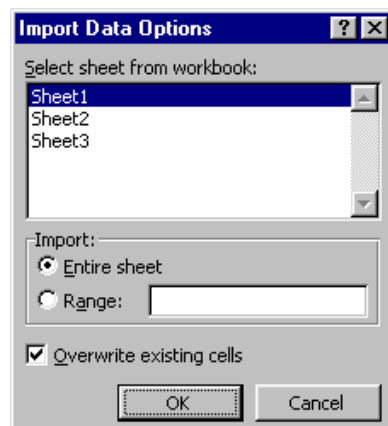 Import Data Options
Select sheet from workbook:
Sheet1
Sheet2
Sheet3
Import:
Entire sheet
Range:
Overwrite existing cells
OK Cancel